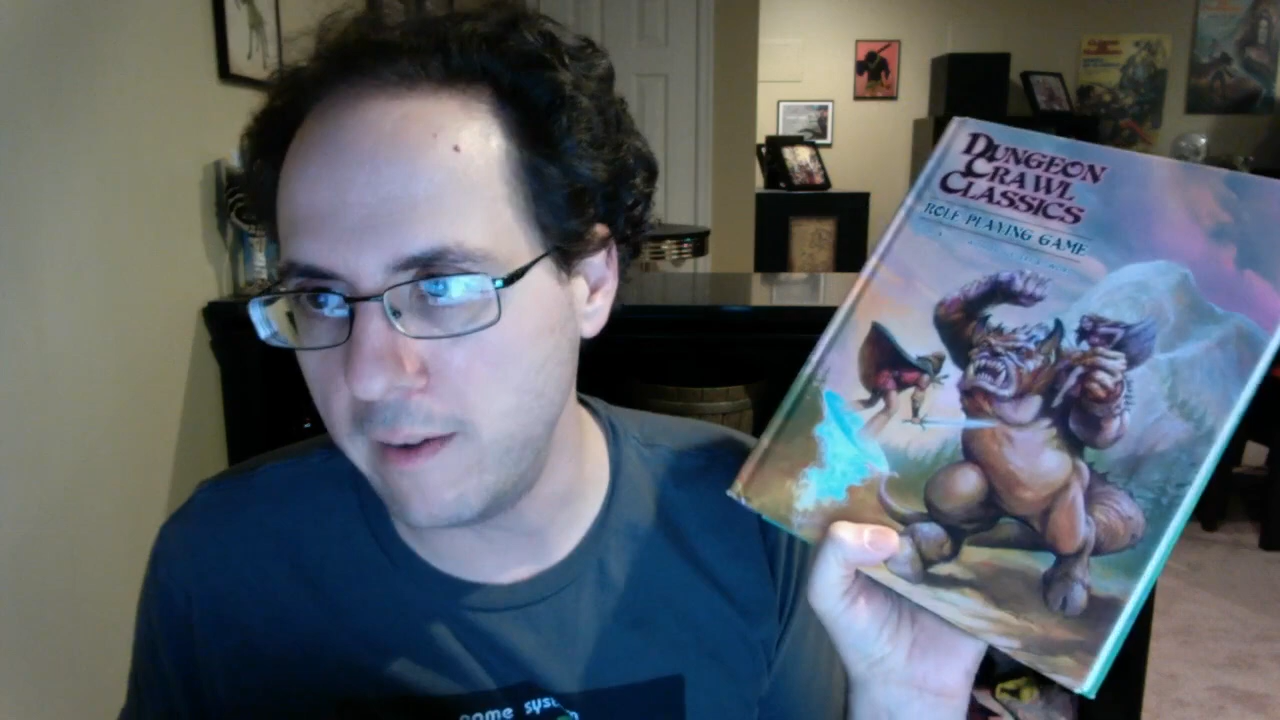 DUNGEON
CRAWL
CLASSICS
ROLE PLAYING GAME
game syst